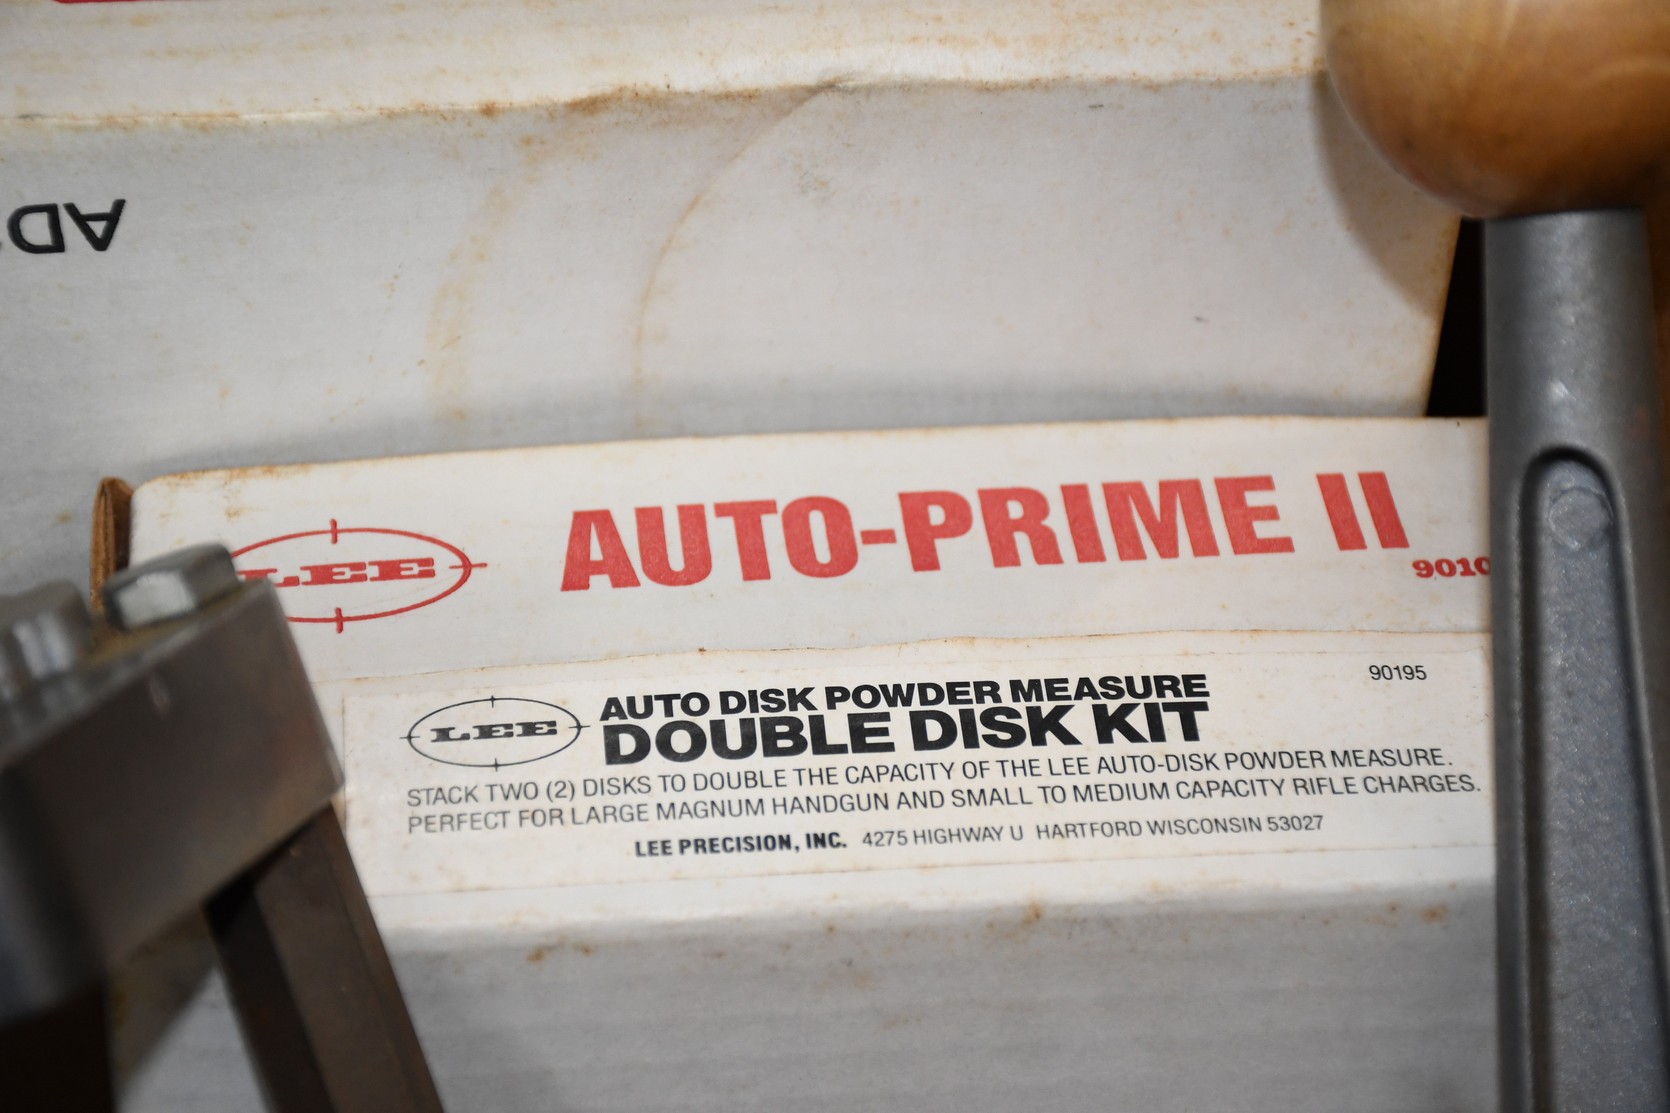 AD
LEE
AUTO-PRIME II
9010
LEE
AUTO DISK POWDER MEASURE
90195
DOUBLE DISK KIT
STACK TWO (2) DISKS TO DOUBLE THE CAPACITY OF THE LEE AUTO-DISK POWDER MEASURE.
PERFECT FOR LARGE MAGNUM HANDGUN AND SMALL TO MEDIUM CAPACITY RIFLE CHARGES.
LEE PRECISION, INC. 4275 HIGHWAY U HARTFORD WISCONSIN 53027